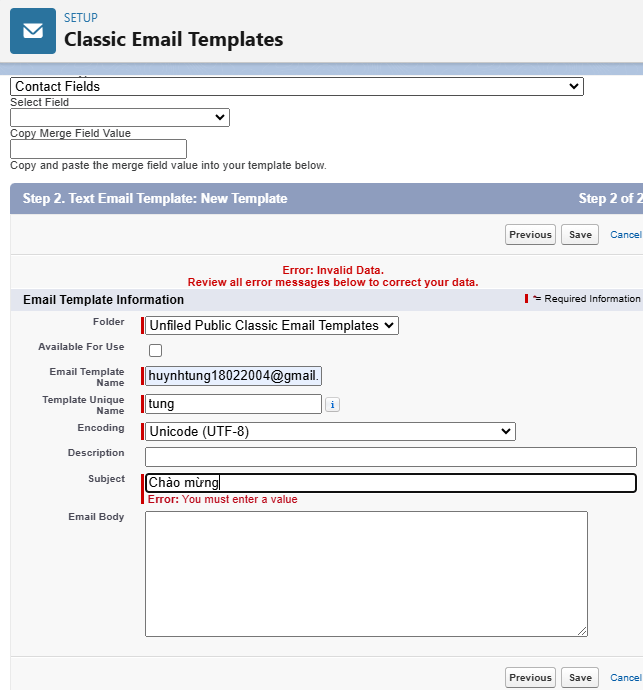 SETUP
Classic Email Templates
Contact Fields
Select Field
Copy Merge Field Value
Copy and paste the merge field value into your template below.
Step 2. Text Email Template: New Template Step 2 of 2
Previous Save Cancel
Error: Invalid Data.
Review all error messages below to correct your data.
Email Template Information = Required Information
Folder Unfiled Public Classic Email Templates
Available For Use
Email Template Name huynhtung18022004@gmail.
Template Unique Name tung i
Encoding Unicode (UTF-8)
Description
Subject Chào mừng
Error: You must enter a value
Email Body
Previous Save Cancel